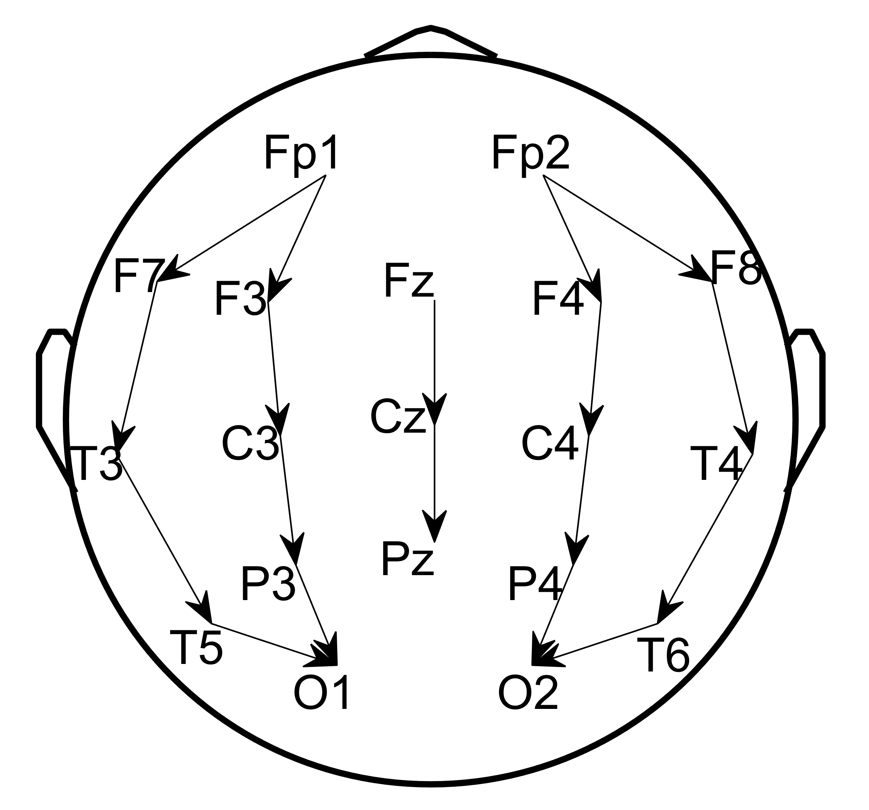 Fp1 Fp2
F7 F3 Fz F4 F8
T3 C3 Cz C4 T4
P3 Pz P4
T5 T6
O1 O2